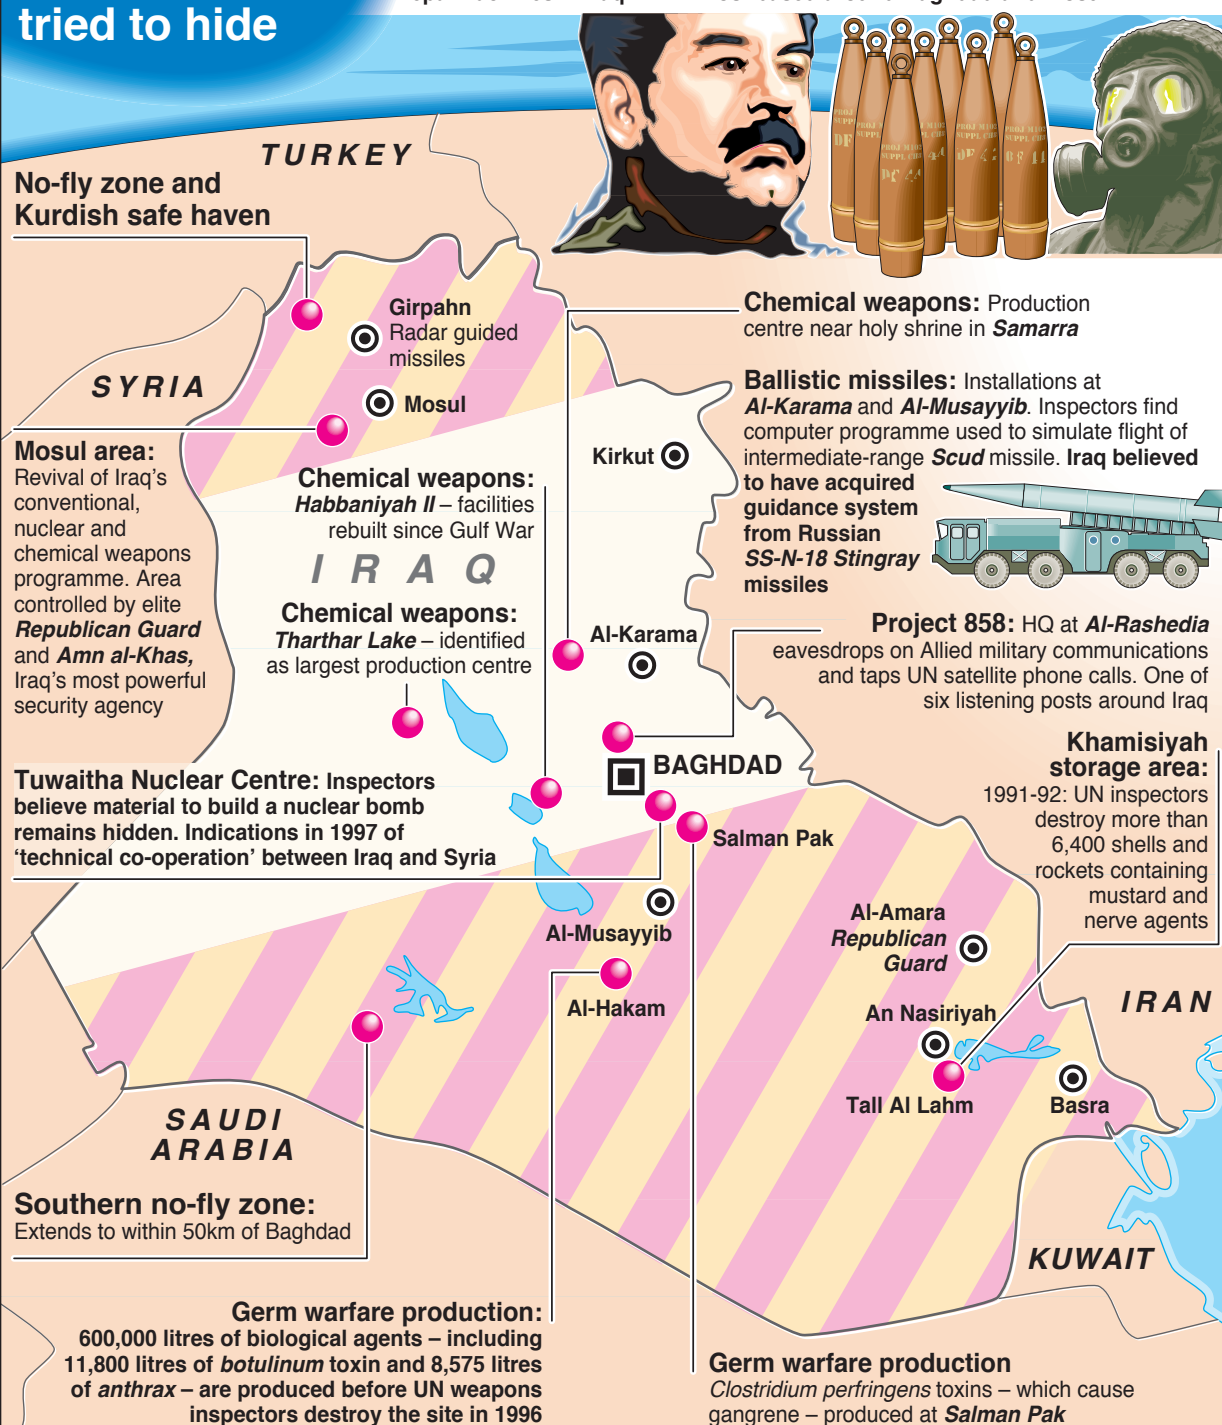 tried to hide
TURKEY
No-fly zone and
Kurdish safe haven
Girpahn
Radar guided
missiles
Mosul
SYRIA
Chemical weapons: Production
centre near holy shrine in Samarra
Ballistic missiles: Installations at
Al-Karama and Al-Musayyib. Inspectors find
computer programme used to simulate flight of
intermediate-range Scud missile. Iraq believed
to have acquired
guidance system
from Russian
SS-N-18 Stingray
missiles
Mosul area:
Revival of Iraq's
conventional,
nuclear and
chemical weapons
programme. Area
controlled by elite
Republican Guard
and Amn al-Khas,
Iraq's most powerful
security agency
Kirkut
Chemical weapons:
Habbaniyah II – facilities
rebuilt since Gulf War
IRAQ
Chemical weapons:
Tharthar Lake – identified
as largest production centre
Al-Karama
Project 858: HQ at Al-Rashedia
eavesdrops on Allied military communications
and taps UN satellite phone calls. One of
six listening posts around Iraq
BAGHDAD
Khamisiyah
storage area:
1991-92: UN inspectors
destroy more than
6,400 shells and
rockets containing
mustard and
nerve agents
Tuwaitha Nuclear Centre: Inspectors
believe material to build a nuclear bomb
remains hidden. Indications in 1997 of
‘technical co-operation’ between Iraq and Syria
Salman Pak
Al-Musayyib
Al-Amara
Republican
Guard
Al-Hakam
An Nasiriyah
IRAN
Tall Al Lahm
Basra
SAUDI
ARABIA
Southern no-fly zone:
Extends to within 50km of Baghdad
KUWAIT
Germ warfare production:
600,000 litres of biological agents – including
11,800 litres of botulinum toxin and 8,575 litres
of anthrax – are produced before UN weapons
inspectors destroy the site in 1996
Germ warfare production
Clostridium perfringens toxins – which cause
gangrene – produced at Salman Pak